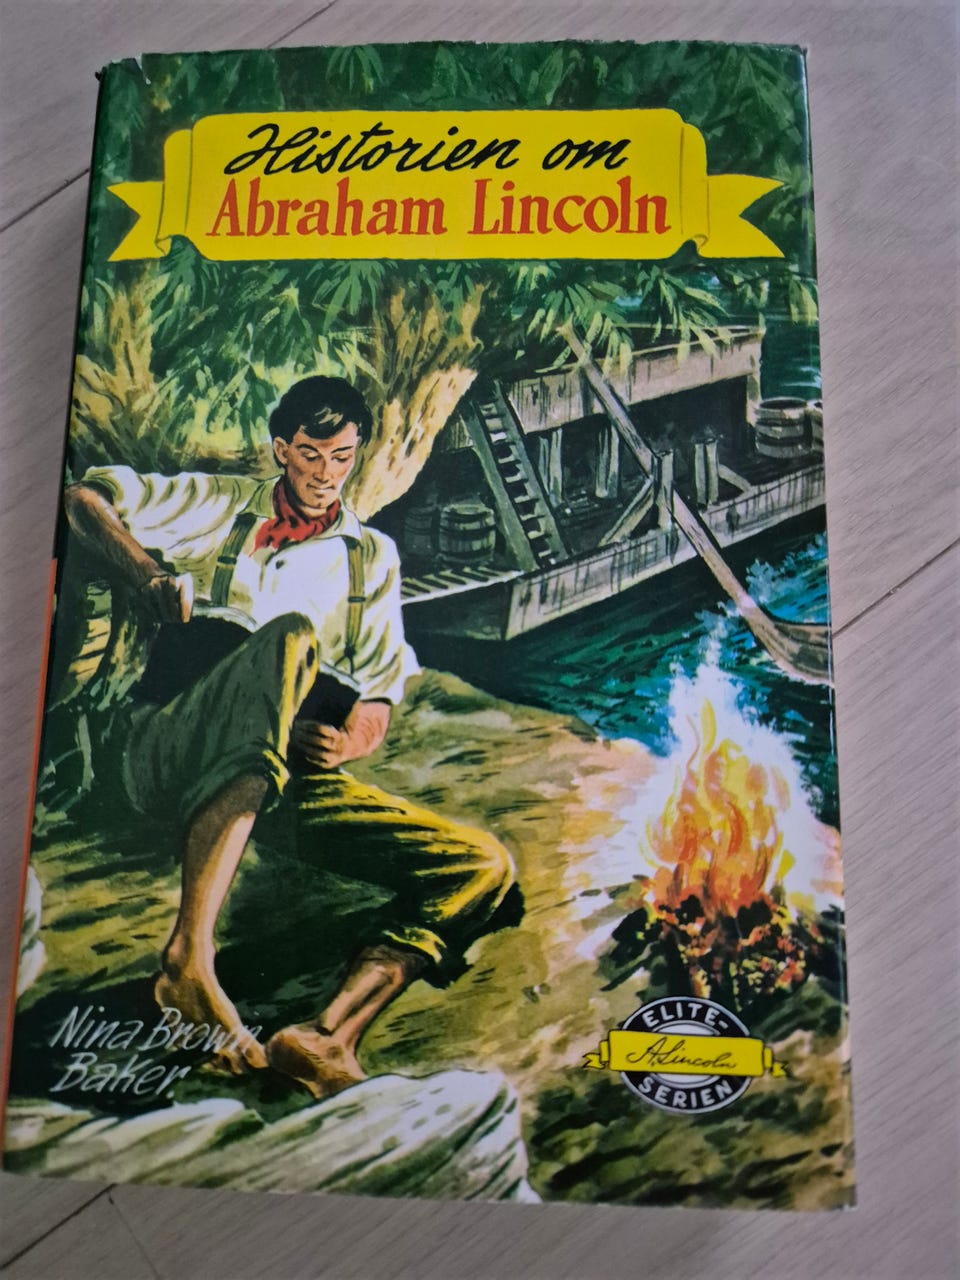 Historien om
Abraham Lincoln
Nina Brown
Baker.
ELITE-
A. Lincoln
SERIEN